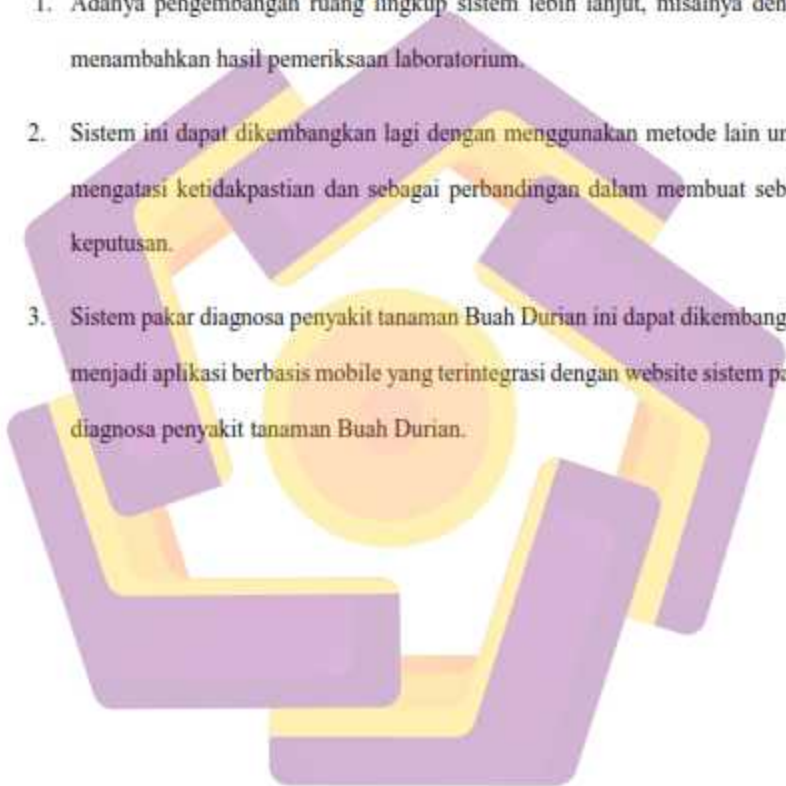 1. Adanya pengembangan ruang lingkup sistem lebih lanjut, misalnya
menambahkan hasil pemeriksaan laboratorium.
2. Sistem ini dapat dikembangkan lagi dengan menggunakan metode lain
mengatasi ketidakpastian dan sebagai perbandingan dalam membuat
keputusan.
3. Sistem pakar diagnosa penyakit tanaman Buah Durian ini dapat
menjadi aplikasi berbasis mobile yang terintegrasi dengan website sistem
diagnosa penyakit tanaman Buah Durian.